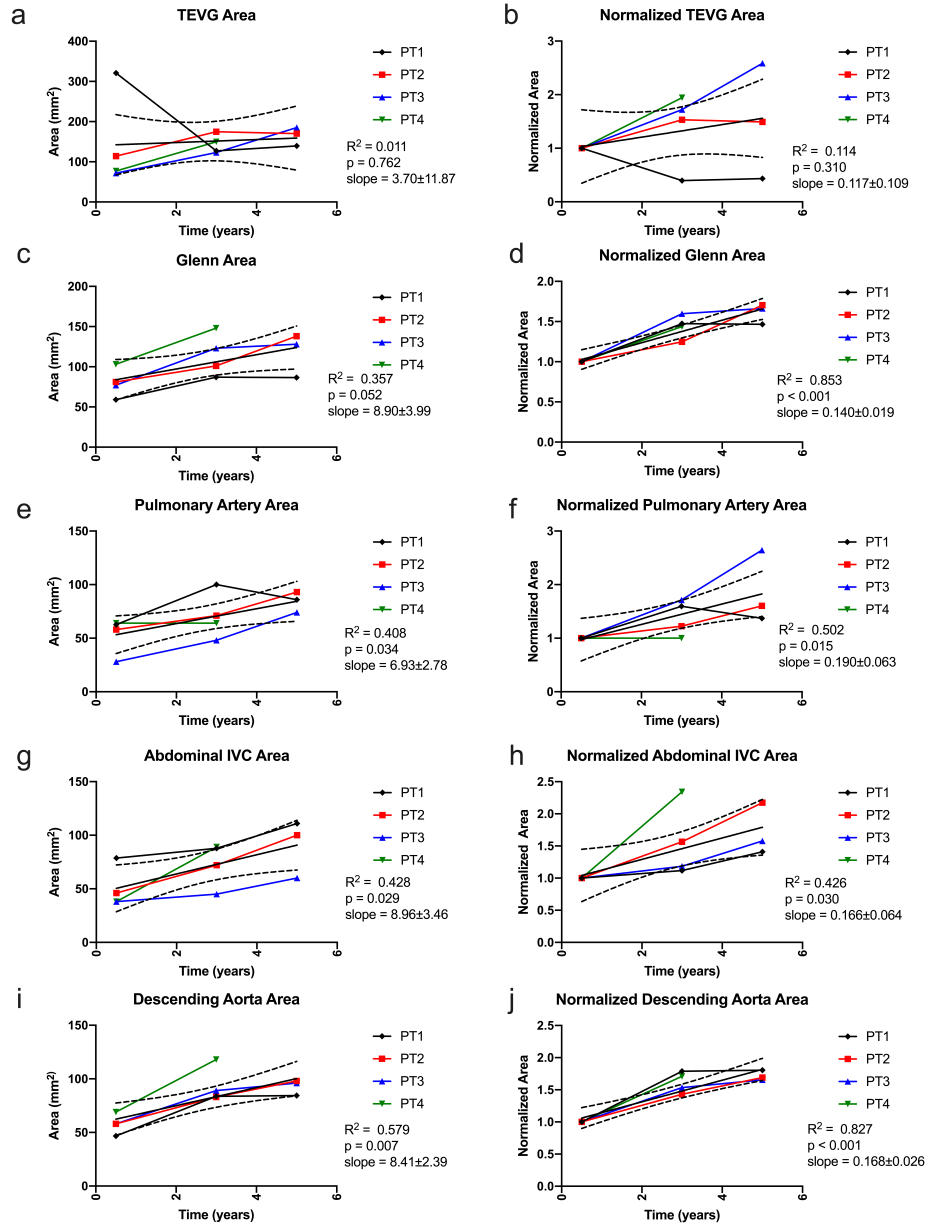 a
TEVG Area
Area (mm2)
400
300
200
100
0
0
2
4
6
Time (years)
PT1
PT2
PT3
PT4
R2 = 0.011
p = 0.762
slope = 3.70±11.87
b
Normalized TEVG Area
Normalized Area
3
2
1
0
0
2
4
6
Time (years)
PT1
PT2
PT3
PT4
R2 = 0.114
p = 0.310
slope = 0.117±0.109
c
Glenn Area
Area (mm2)
200
150
100
50
0
0
2
4
6
Time (years)
PT1
PT2
PT3
PT4
R2 = 0.357
p = 0.052
slope = 8.90±3.99
d
Normalized Glenn Area
Normalized Area
2.0
1.5
1.0
0.5
0.0
0
2
4
6
Time (years)
PT1
PT2
PT3
PT4
R2 = 0.853
p < 0.001
slope = 0.140±0.019
e
Pulmonary Artery Area
Area (mm2)
150
100
50
0
0
2
4
6
Time (years)
PT1
PT2
PT3
PT4
R2 = 0.408
p = 0.034
slope = 6.93±2.78
f
Normalized Pulmonary Artery Area
Normalized Area
3
2
1
0
0
2
4
6
Time (years)
PT1
PT2
PT3
PT4
R2 = 0.502
p = 0.015
slope = 0.190±0.063
g
Abdominal IVC Area
Area (mm2)
150
100
50
0
0
2
4
6
Time (years)
PT1
PT2
PT3
PT4
R2 = 0.428
p = 0.029
slope = 8.96±3.46
h
Normalized Abdominal IVC Area
Normalized Area
2.5
2.0
1.5
1.0
0.5
0.0
0
2
4
6
Time (years)
PT1
PT2
PT3
PT4
R2 = 0.426
p = 0.030
slope = 0.166±0.064
i
Descending Aorta Area
Area (mm2)
150
100
50
0
0
2
4
6
Time (years)
PT1
PT2
PT3
PT4
R2 = 0.579
p = 0.007
slope = 8.41±2.39
j
Normalized Descending Aorta Area
Normalized Area
2.5
2.0
1.5
1.0
0.5
0.0
0
2
4
6
Time (years)
PT1
PT2
PT3
PT4
R2 = 0.827
p < 0.001
slope = 0.168±0.026